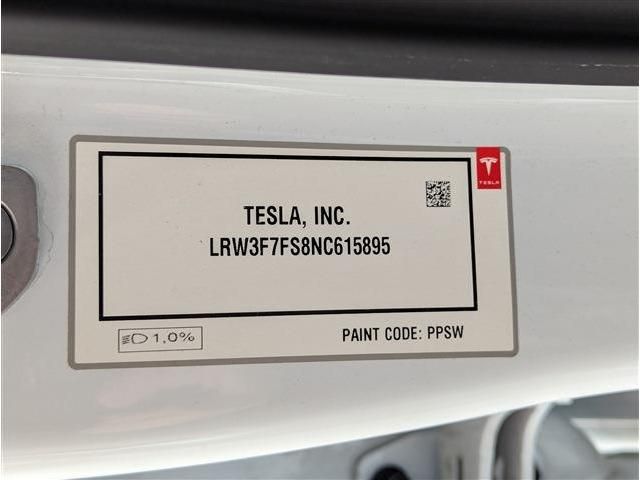 TESLA
TESLA, INC.
LRW3F7FS8NC615895
1.0%
PAINT CODE: PPSW